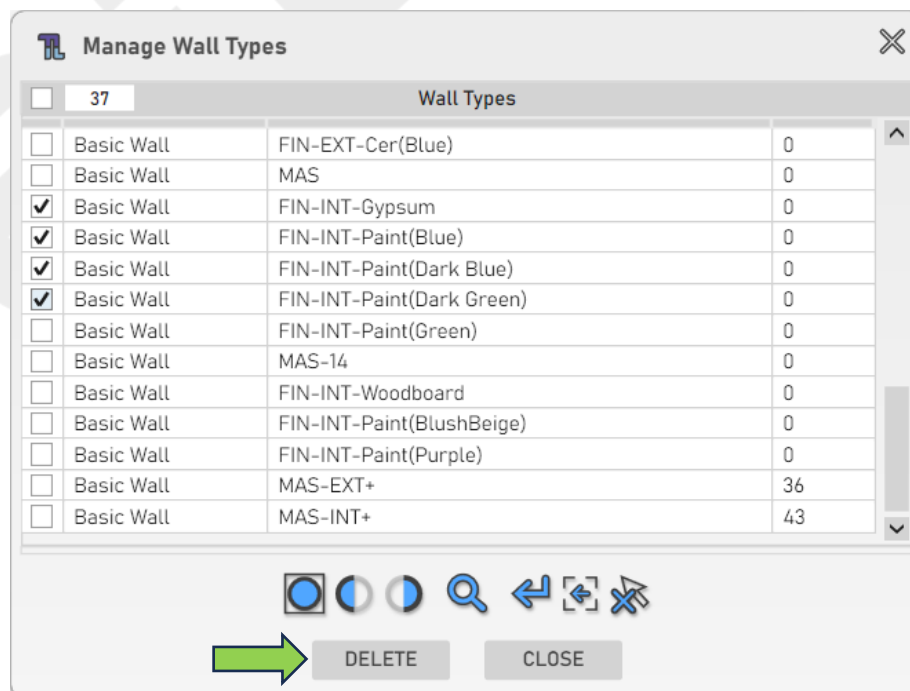 Manage Wall Types
37 Wall Types
Basic Wall FIN-EXT-Cer(Blue) 0
Basic Wall MAS 0
Basic Wall FIN-INT-Gypsum 0
Basic Wall FIN-INT-Paint(Blue) 0
Basic Wall FIN-INT-Paint(Dark Blue) 0
Basic Wall FIN-INT-Paint(Dark Green) 0
Basic Wall FIN-INT-Paint(Green) 0
Basic Wall MAS-14 0
Basic Wall FIN-INT-Woodboard 0
Basic Wall FIN-INT-Paint(BlushBeige) 0
Basic Wall FIN-INT-Paint(Purple) 0
Basic Wall MAS-EXT+ 36
Basic Wall MAS-INT+ 43
DELETE CLOSE